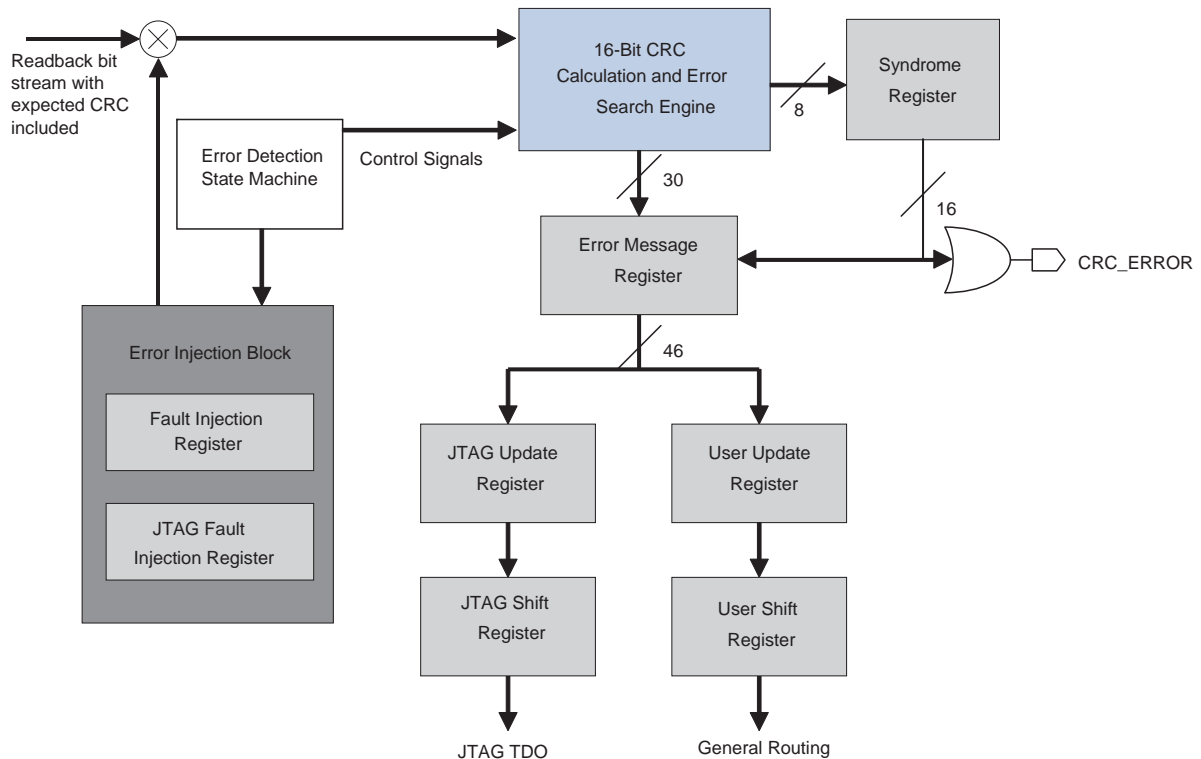 Readback bit
stream with
expected CRC
included
16-Bit CRC
Calculation and Error
Search Engine
8
Syndrome
Register
Error Detection
State Machine
Control Signals
30
16
Error Message
Register
CRC_ERROR
46
Error Injection Block
Fault Injection
Register
JTAG Fault
Injection Register
JTAG Update
Register
User Update
Register
JTAG Shift
Register
User Shift
Register
JTAG TDO
General Routing